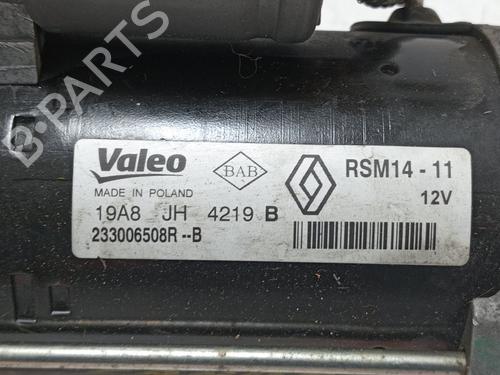 B-PARTS
Valeo
BAB
RSM14 - 11
MADE IN POLAND
12V
19A8 JH 4219 B
233006508R --B